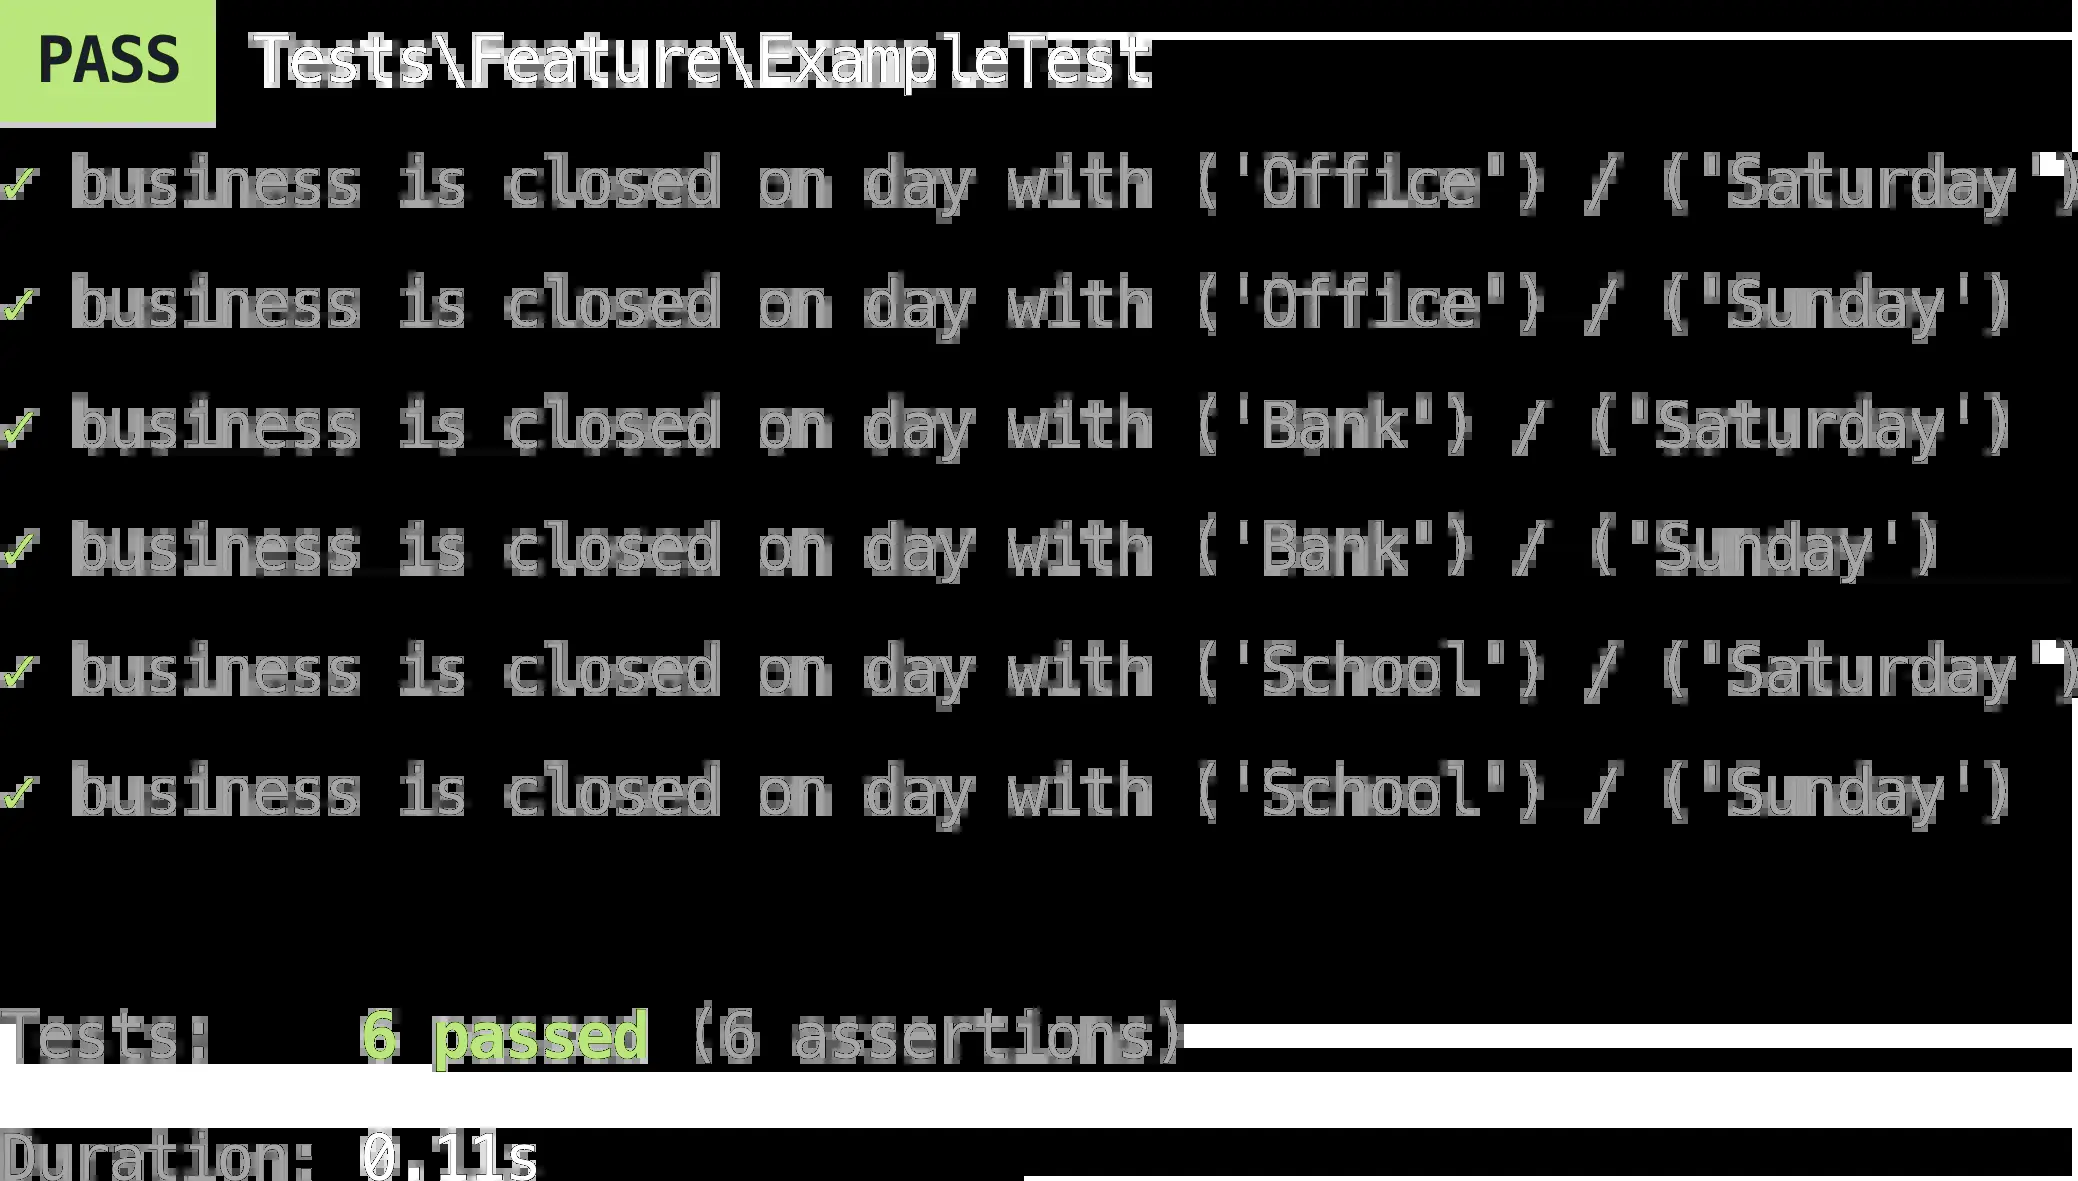 PASS Tests\Feature\ExampleTest
✓ business is closed on day with ('Office') / ('Saturday')
✓ business is closed on day with ('Office') / ('Sunday')
✓ business is closed on day with ('Bank') / ('Saturday')
✓ business is closed on day with ('Bank') / ('Sunday')
✓ business is closed on day with ('School') / ('Saturday')
✓ business is closed on day with ('School') / ('Sunday')
Tests: 6 passed (6 assertions)
Duration: 0.11s